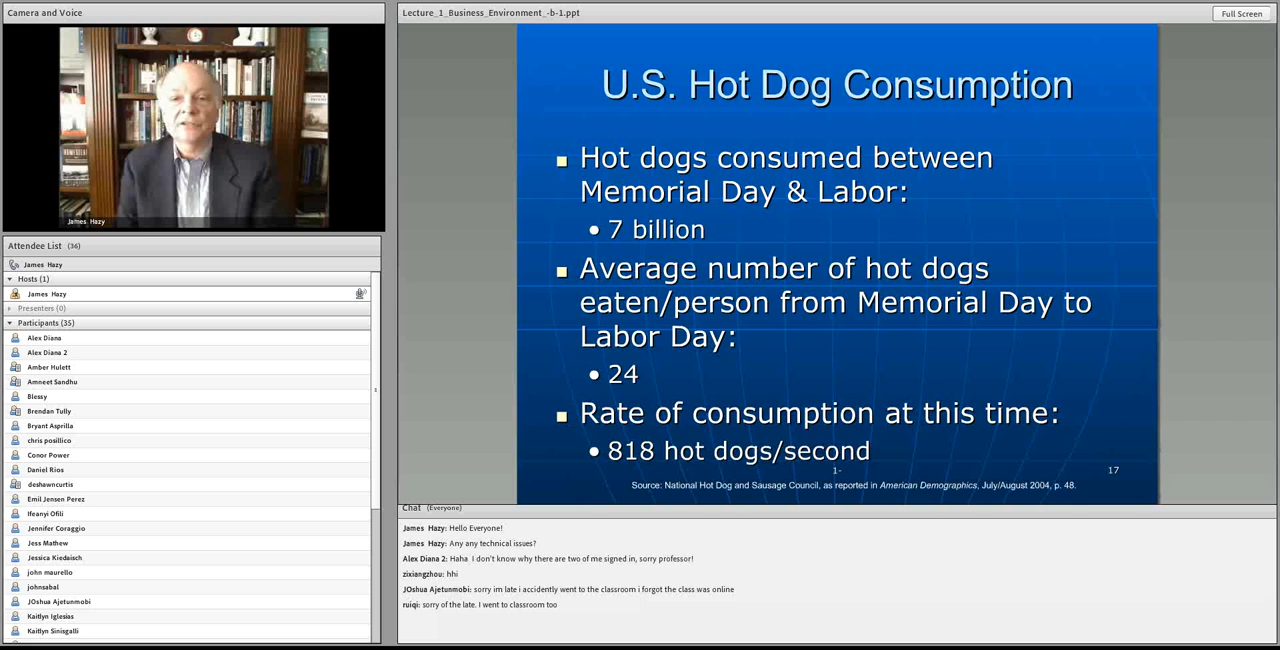 Camera and Voice
James Hazy
Attendee List (36)
James Hazy
Hosts (1)
James Hazy
Presenters (0)
Participants (35)
Alex Diana
Alex Diana 2
Amber Hulett
Amneet Sandhu
Blessy
Brendan Tully
Bryant Asprilla
chris posillico
Conor Power
Daniel Rios
deshawncurtis
Emil Jensen Perez
Ifeanyi Ofili
Jennifer Coraggio
Jess Mathew
Jessica Kiedaisch
john maurello
johnsabal
JOshua Ajetunmobi
Kaitlyn Iglesias
Kaitlyn Sinisgalli
Lecture_1_Business_Environment_-b-1.ppt
Full Screen
U.S. Hot Dog Consumption
Hot dogs consumed between
Memorial Day & Labor:
• 7 billion
Average number of hot dogs
eaten/person from Memorial Day to
Labor Day:
• 24
Rate of consumption at this time:
• 818 hot dogs/second
1-
17
Source: National Hot Dog and Sausage Council, as reported in American Demographics, July/August 2004, p. 48.
Chat (Everyone)
James Hazy: Hello Everyone!
James Hazy: Any any technical issues?
Alex Diana 2: Haha I don't know why there are two of me signed in, sorry professor!
zixiangzhou: hhi
JOshua Ajetunmobi: sorry im late i accidently went to the classroom i forgot the class was online
ruiqi: sorry of the late. I went to classroom too